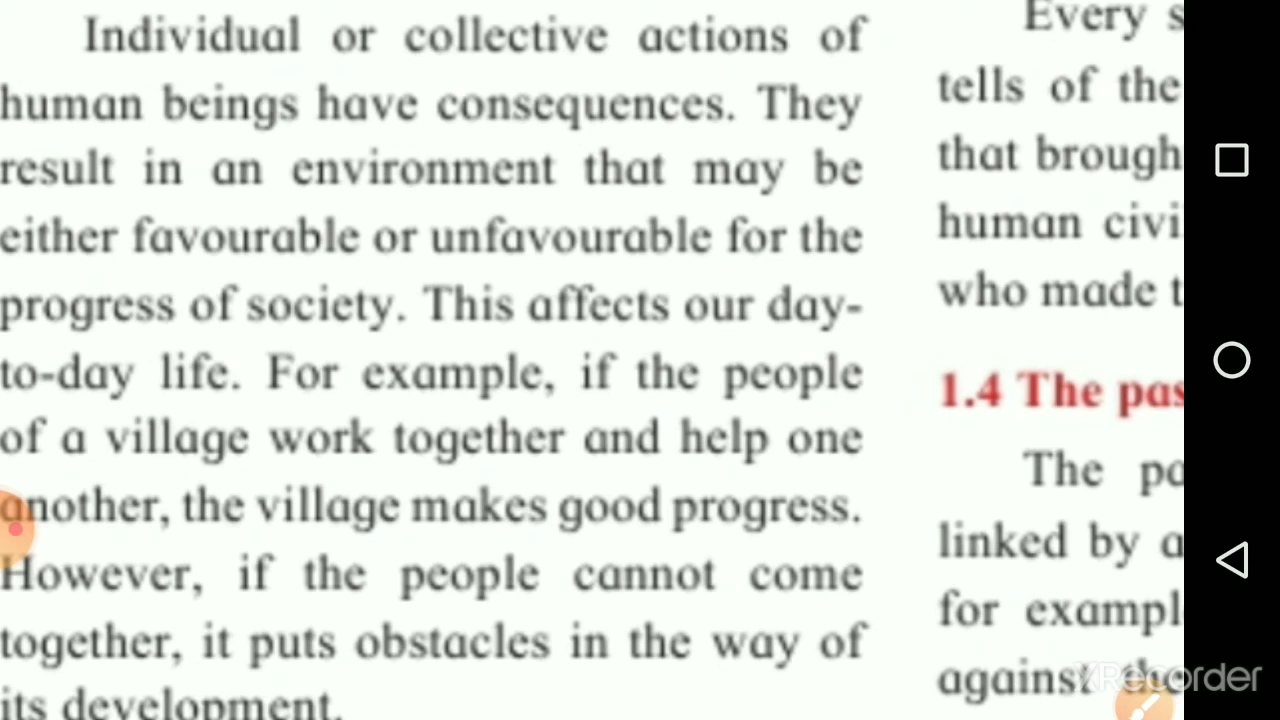 Individual or collective actions of
human beings have consequences. They
result in an environment that may be
either favourable or unfavourable for the
progress of society. This affects our day-
to-day life. For example, if the people
of a village work together and help one
another, the village makes good progress.
However, if the people cannot come
together, it puts obstacles in the way of
its development.
Every s
tells of the
that brough
human civi
who made t
1.4 The pas
The pa
linked by a
for exampl
against the
XRecorder